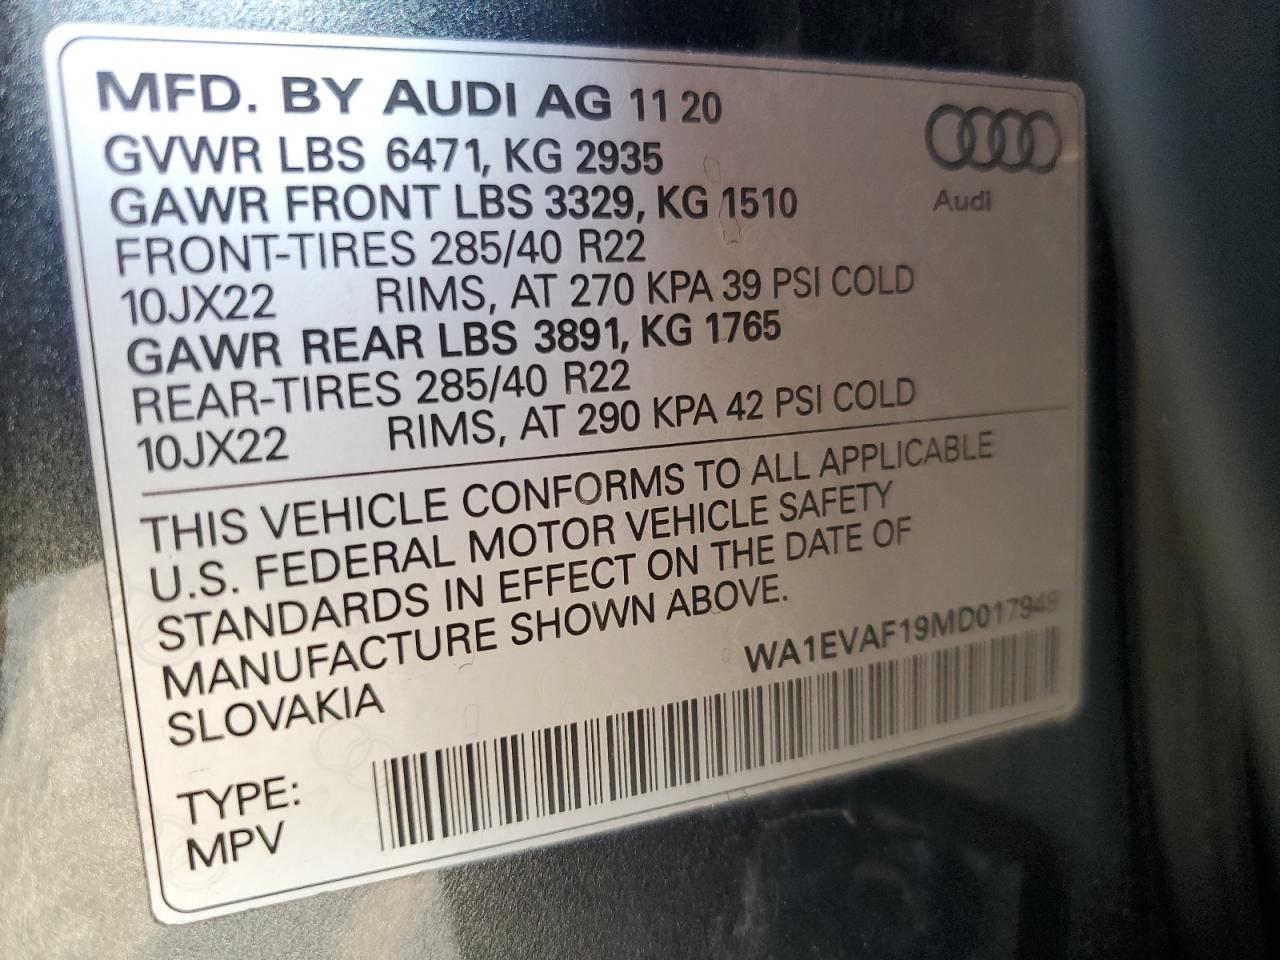 MFD. BY AUDI AG 11 20
GVWR LBS 6471, KG 2935
GAWR FRONT LBS 3329, KG 1510
FRONT-TIRES 285/40 R22
10JX22 RIMS, AT 270 KPA 39 PSI COLD
GAWR REAR LBS 3891, KG 1765
REAR-TIRES 285/40 R22
10JX22 RIMS, AT 290 KPA 42 PSI COLD
Audi
THIS VEHICLE CONFORMS TO ALL APPLICABLE
U.S. FEDERAL MOTOR VEHICLE SAFETY
STANDARDS IN EFFECT ON THE DATE OF
MANUFACTURE SHOWN ABOVE.
SLOVAKIA
WA1EVAF19MD017949
TYPE:
MPV